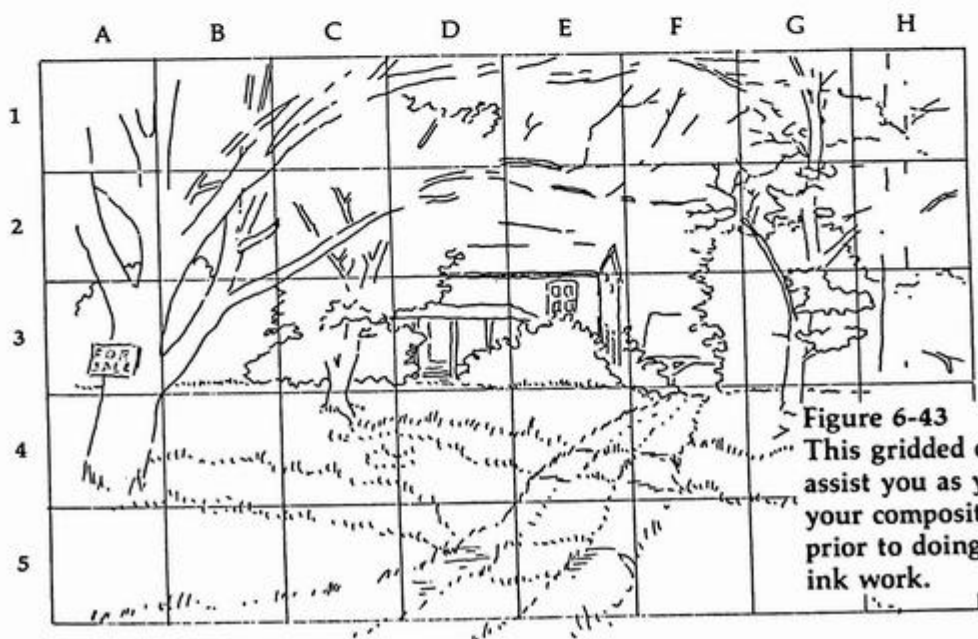 A B C D E F G H
1
2
3
FOR
SALE
4
5
Figure 6-43
This gridded
assist you as
your composit
prior to doing
ink work.